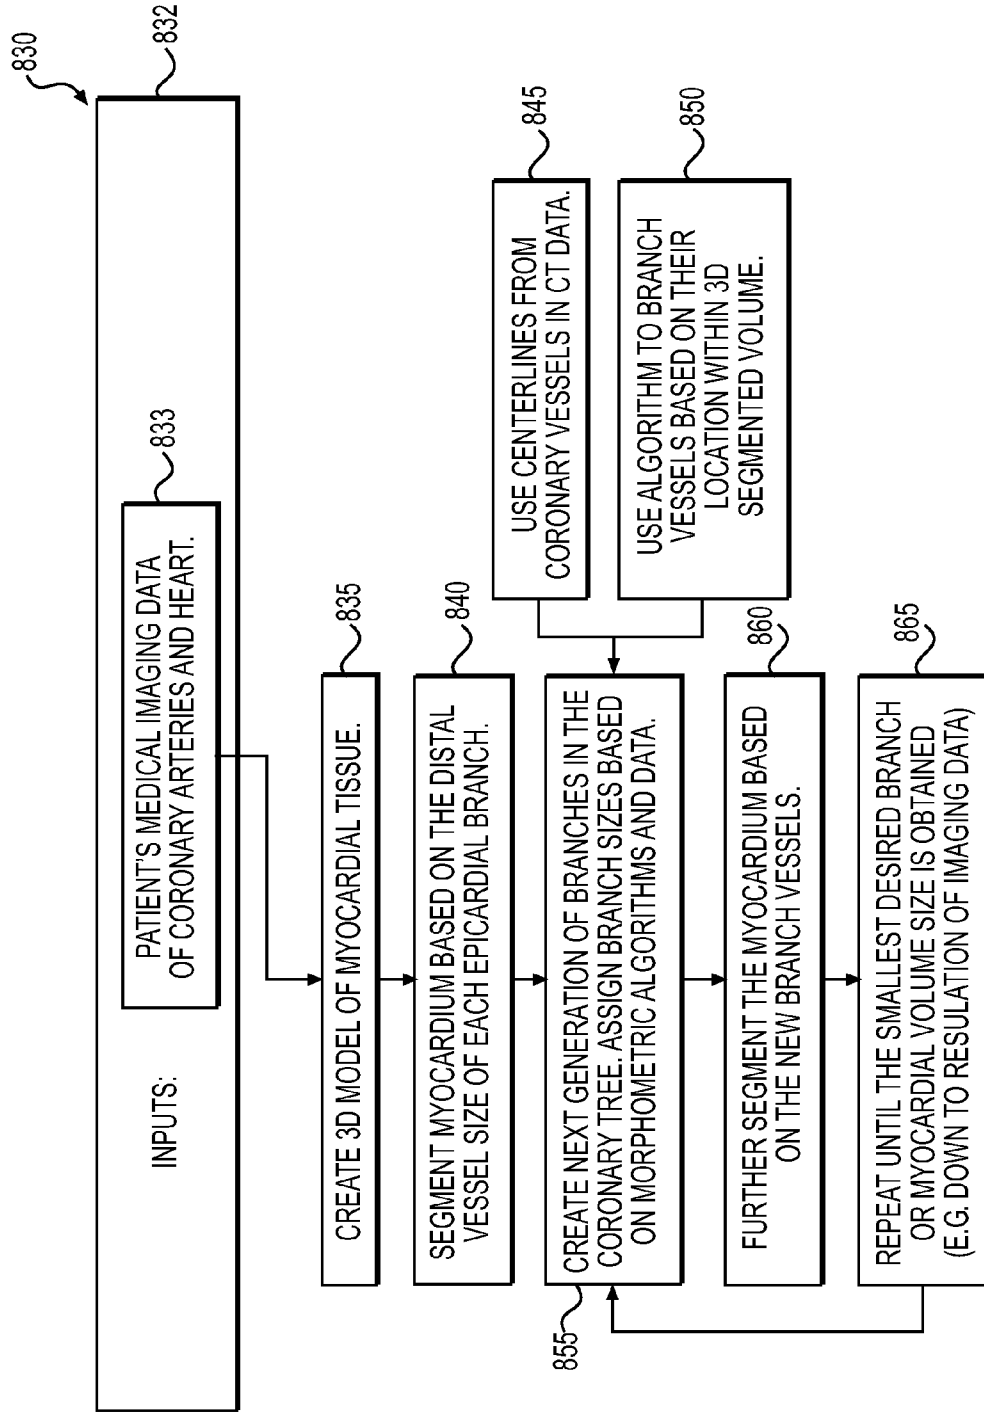 830
832
INPUTS:
833
PATIENT'S MEDICAL IMAGING DATA
OF CORONARY ARTERIES AND HEART.
835
CREATE 3D MODEL OF MYOCARDIAL TISSUE.
840
SEGMENT MYOCARDIUM BASED ON THE DISTAL
VESSEL SIZE OF EACH EPICARDIAL BRANCH.
845
USE CENTERLINES FROM
CORONARY VESSELS IN CT DATA.
850
USE ALGORITHM TO BRANCH
VESSELS BASED ON THEIR
LOCATION WITHIN 3D
SEGMENTED VOLUME.
855
CREATE NEXT GENERATION OF BRANCHES IN THE
CORONARY TREE. ASSIGN BRANCH SIZES BASED
ON MORPHOMETRIC ALGORITHMS AND DATA.
860
FURTHER SEGMENT THE MYOCARDIUM BASED
ON THE NEW BRANCH VESSELS.
865
REPEAT UNTIL THE SMALLEST DESIRED BRANCH
OR MYOCARDIAL VOLUME SIZE IS OBTAINED
(E.G. DOWN TO RESULATION OF IMAGING DATA)